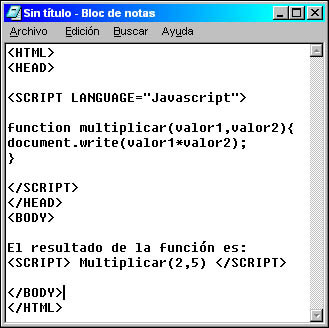 Sin título - Bloc de notas
Archivo Edición Buscar Ayuda
<HTML>
<HEAD>
<SCRIPT LANGUAGE="Javascript">
function multiplicar(valor1,valor2){
document.write(valor1*valor2);
}
</SCRIPT>
</HEAD>
<BODY>
El resultado de la función es:
<SCRIPT> Multiplicar(2,5) </SCRIPT>
</BODY>
</HTML>